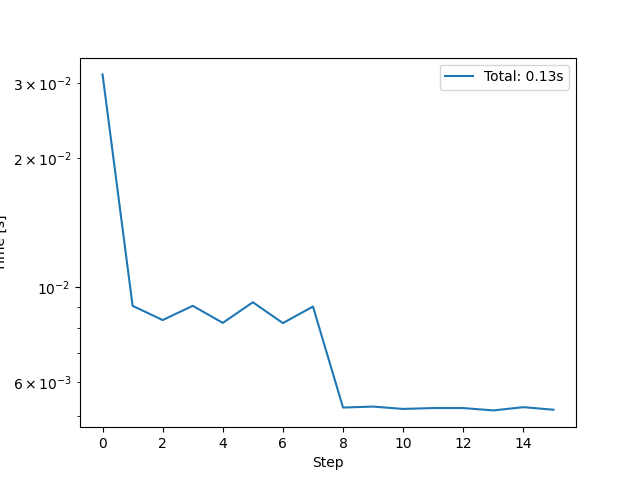 Total: 0.13s
3 × 10⁻²
2 × 10⁻²
10⁻²
6 × 10⁻³
[s]
0 2 4 6 8 10 12 14
Step